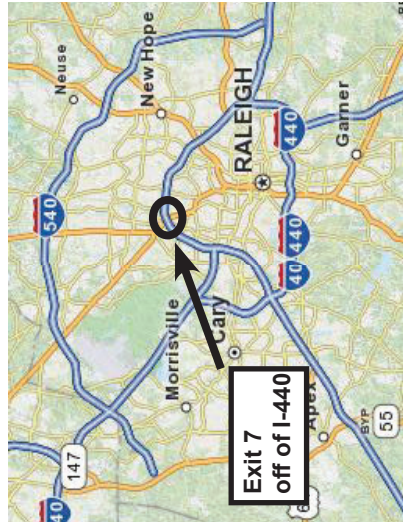 Neuse
New Hope
540
RALEIGH
440
Garner
40
440
Morrisville
Cary
Exit 7
off of I-440
Apex
BYP
55
147
40